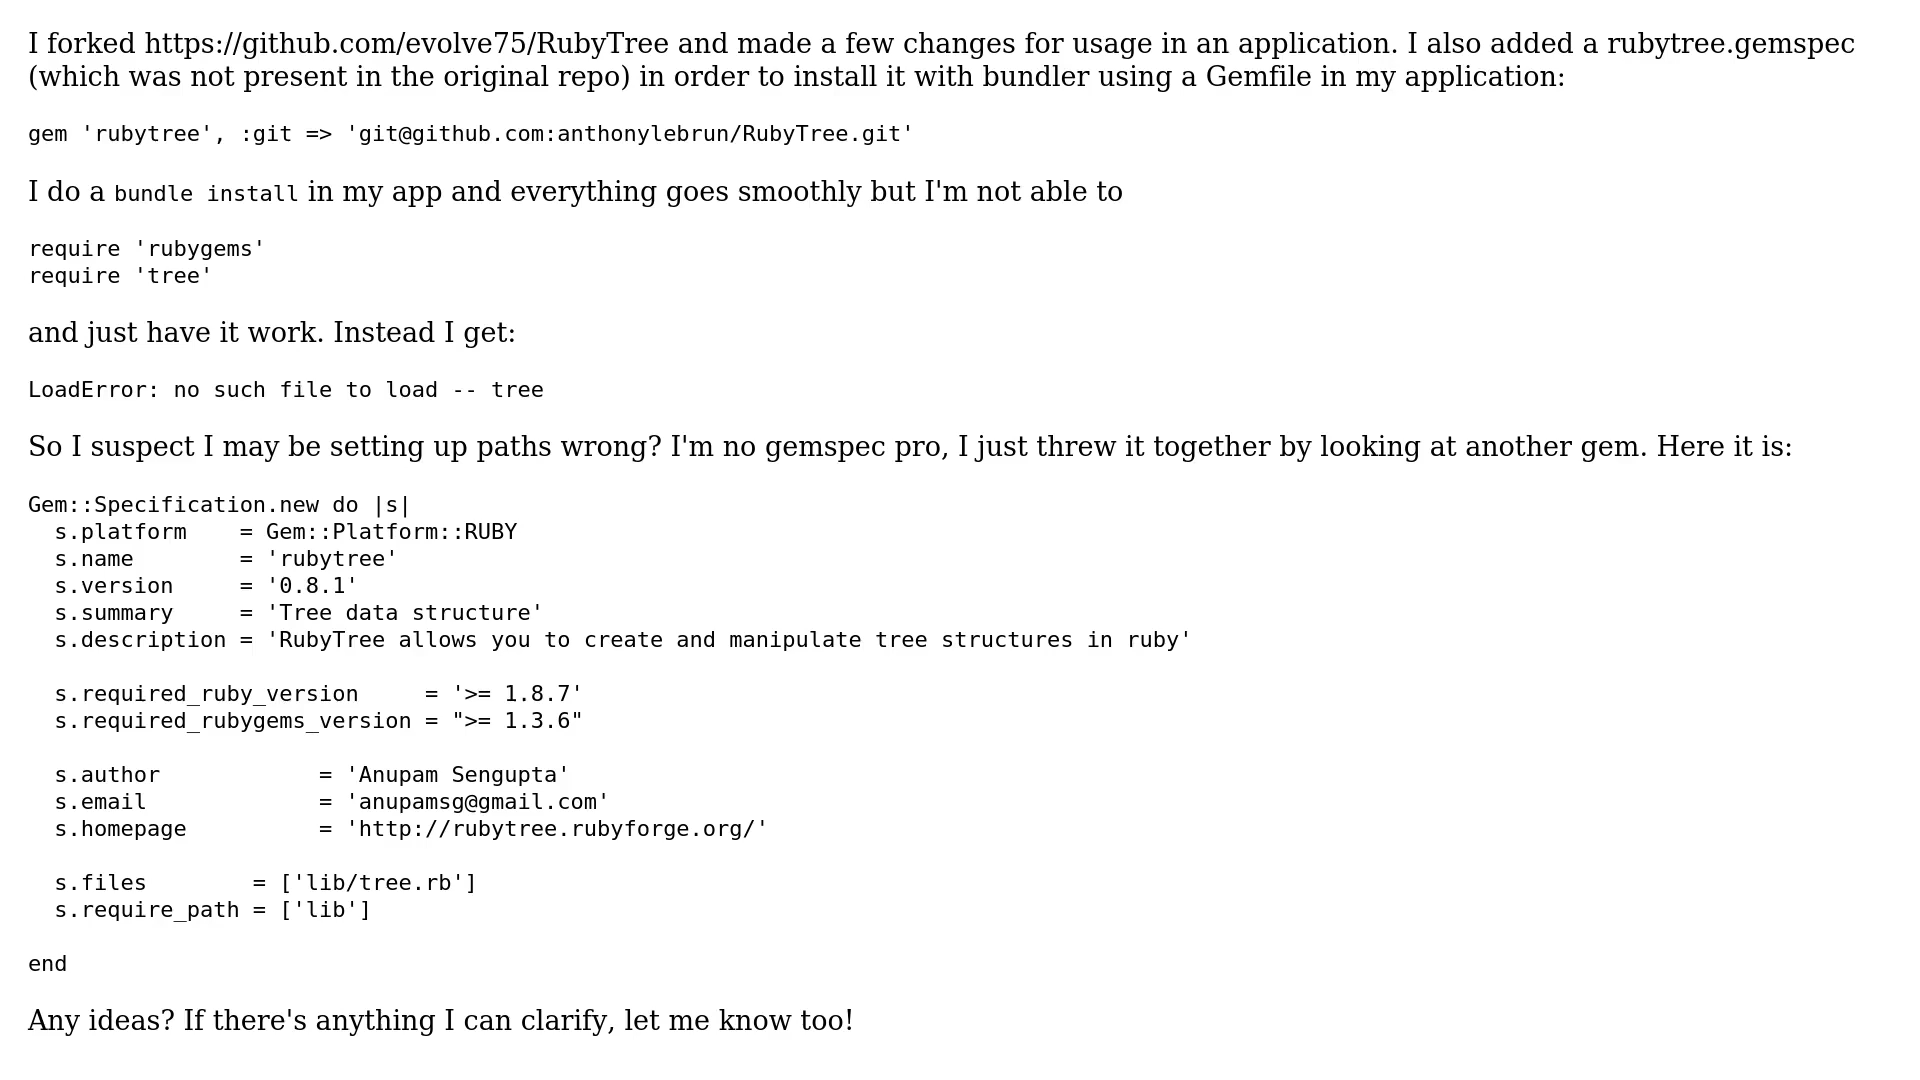 I forked https://github.com/evolve75/RubyTree and made a few changes for usage in an application. I also added a rubytree.gemspec
(which was not present in the original repo) in order to install it with bundler using a Gemfile in my application:
gem 'rubytree', :git => 'git@github.com:anthonylebrun/RubyTree.git'
I do a bundle install in my app and everything goes smoothly but I'm not able to
require 'rubygems'
require 'tree'
and just have it work. Instead I get:
LoadError: no such file to load -- tree
So I suspect I may be setting up paths wrong? I'm no gemspec pro, I just threw it together by looking at another gem. Here it is:
Gem::Specification.new do |s|
  s.platform    = Gem::Platform::RUBY
  s.name        = 'rubytree'
  s.version     = '0.8.1'
  s.summary     = 'Tree data structure'
  s.description = 'RubyTree allows you to create and manipulate tree structures in ruby'
  s.required_ruby_version     = '>= 1.8.7'
  s.required_rubygems_version = ">= 1.3.6"
  s.author            = 'Anupam Sengupta'
  s.email             = 'anupamsg@gmail.com'
  s.homepage          = 'http://rubytree.rubyforge.org/'
  s.files        = ['lib/tree.rb']
  s.require_path = ['lib']
end
Any ideas? If there's anything I can clarify, let me know too!